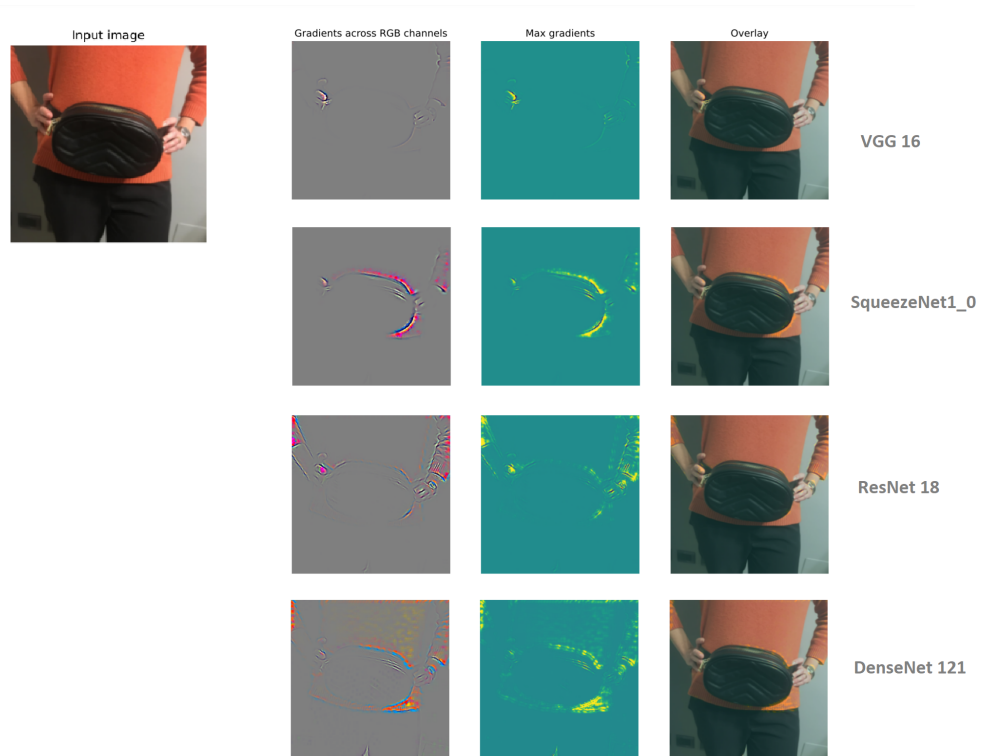 Input image
Gradients across RGB channels
Max gradients
Overlay
VGG 16
SqueezeNet1_0
ResNet 18
DenseNet 121